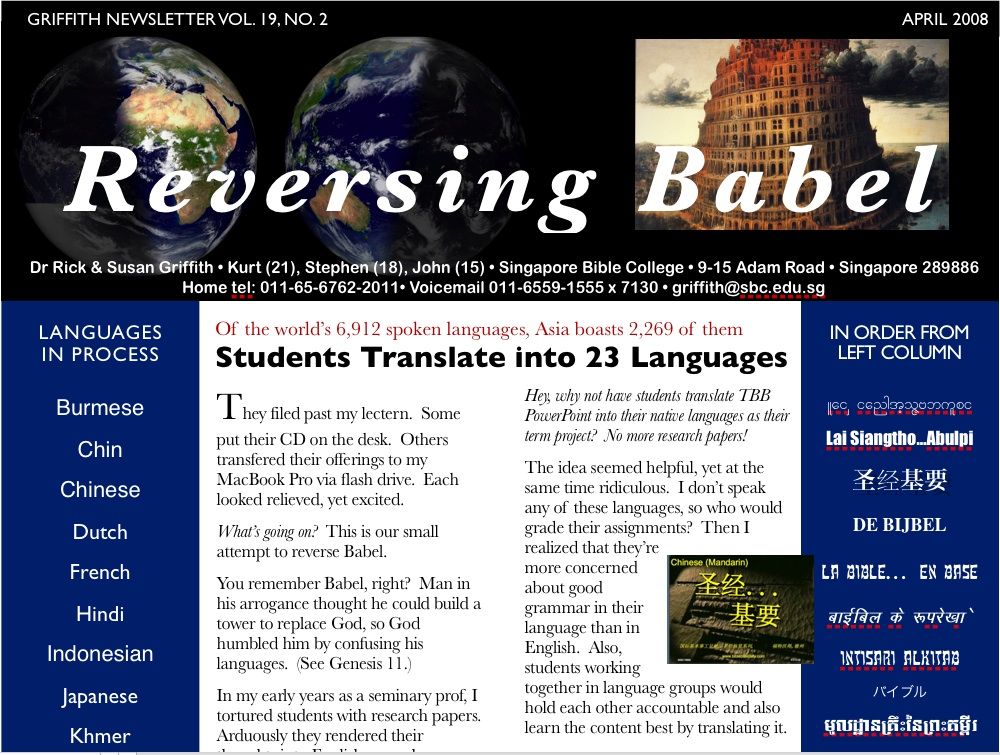 GRIFFITH NEWSLETTER VOL. 19, NO. 2
APRIL 2008
Reversing Babel
Dr Rick & Susan Griffith • Kurt (21), Stephen (18), John (15) • Singapore Bible College • 9-15 Adam Road • Singapore 289886
Home tel: 011-65-6762-2011• Voicemail 011-6559-1555 x 7130 • griffith@sbc.edu.sg
LANGUAGES
IN PROCESS
Burmese
Chin
Chinese
Dutch
French
Hindi
Indonesian
Japanese
Khmer
Of the world's 6,912 spoken languages, Asia boasts 2,269 of them
Students Translate into 23 Languages
They filed past my lectern. Some
put their CD on the desk. Others
transfered their offerings to my
MacBook Pro via flash drive. Each
looked relieved, yet excited.
What's going on? This is our small
attempt to reverse Babel.
You remember Babel, right? Man in
his arrogance thought he could build a
tower to replace God, so God
humbled him by confusing his
languages. (See Genesis 11.)
In my early years as a seminary prof, I
tortured students with research papers.
Arduously they rendered their
Hey, why not have students translate TBB
PowerPoint into their native languages as their
term project? No more research papers!
The idea seemed helpful, yet at the
same time ridiculous. I don't speak
any of these languages, so who would
grade their assignments? Then I
realized that they're
more concerned
about good
grammar in their
language than in
English. Also,
students working
together in language groups would
hold each other accountable and also
learn the content best by translating it.
Chinese (Mandarin)
圣经...
基要
IN ORDER FROM
LEFT COLUMN
Lai Siangtho...Abulpi
圣经基要
DE BIJBEL
LA BIBLE... EN BASE
बाईबिल के रूपरेखा`
INTISARI ALKITAB
バイブル
មូលដ្ឋានគ្រឹះនៃព្រះគម្ពីរ